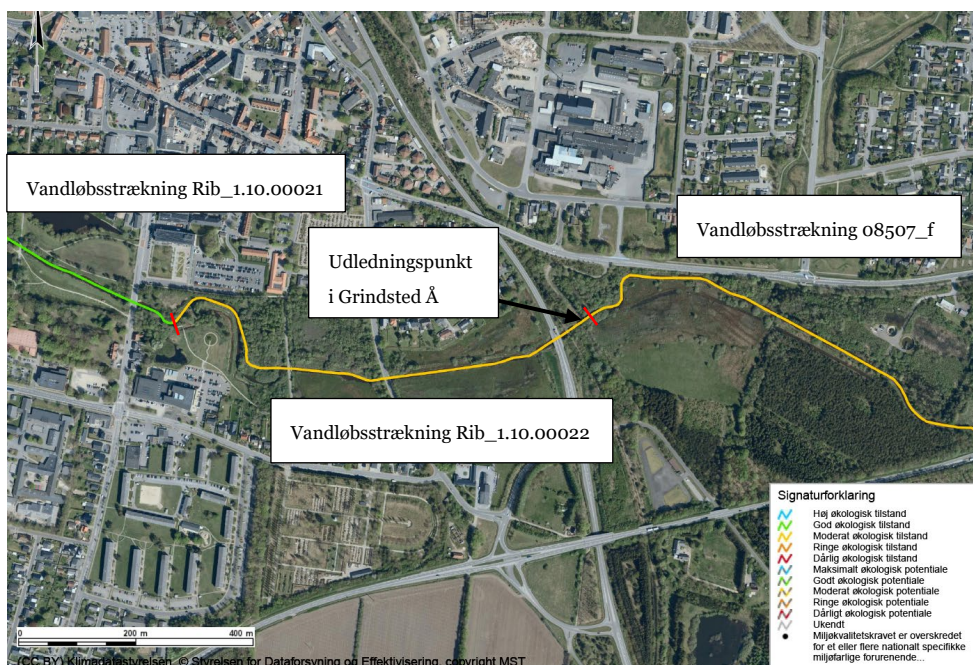 Vandløbsstrækning Rib_1.10.00021
Vandløbsstrækning 08507_f
Udledningspunkt
i Grindsted Å
Vandløbsstrækning Rib_1.10.00022
Signaturforklaring
Høj økologisk tilstand
God økologisk tilstand
Moderat økologisk tilstand
Ringe økologisk tilstand
Dårlig økologisk tilstand
Maksimalt økologisk potentiale
Godt økologisk potentiale
Moderat økologisk potentiale
Ringe økologisk potentiale
Dårligt økologisk potentiale
Ukendt
Miljøkvalitetskravet er overskredet
for et eller flere nationalt specifikke
miljøfarlige forurenende...
0 200 m 400 m
(CC BY) Klimadatastyrelsen, © Styrelsen for Dataforsyning og Effektivisering, copyright MST